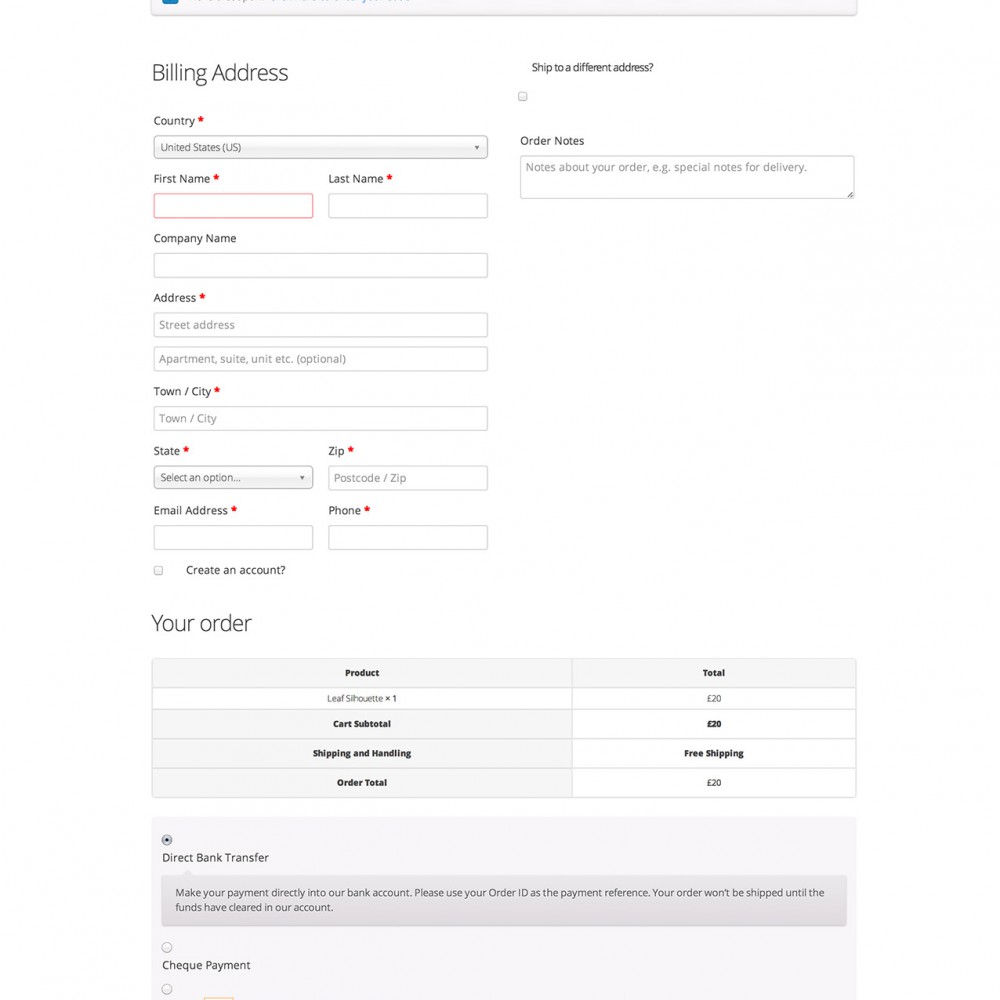 Billing Address
Country *
United States (US)
First Name * Last Name *
Company Name
Address *
Street address
Apartment, suite, unit etc. (optional)
Town / City *
Town / City
State * Zip *
Select an option... Postcode / Zip
Email Address * Phone *
Create an account?
Ship to a different address?
Order Notes
Notes about your order, e.g. special notes for delivery.
Your order
Product Total
Leaf Silhouette × 1 £20
Cart Subtotal £20
Shipping and Handling Free Shipping
Order Total £20
Direct Bank Transfer
Make your payment directly into our bank account. Please use your Order ID as the payment reference. Your order won't be shipped until the
funds have cleared in our account.
Cheque Payment